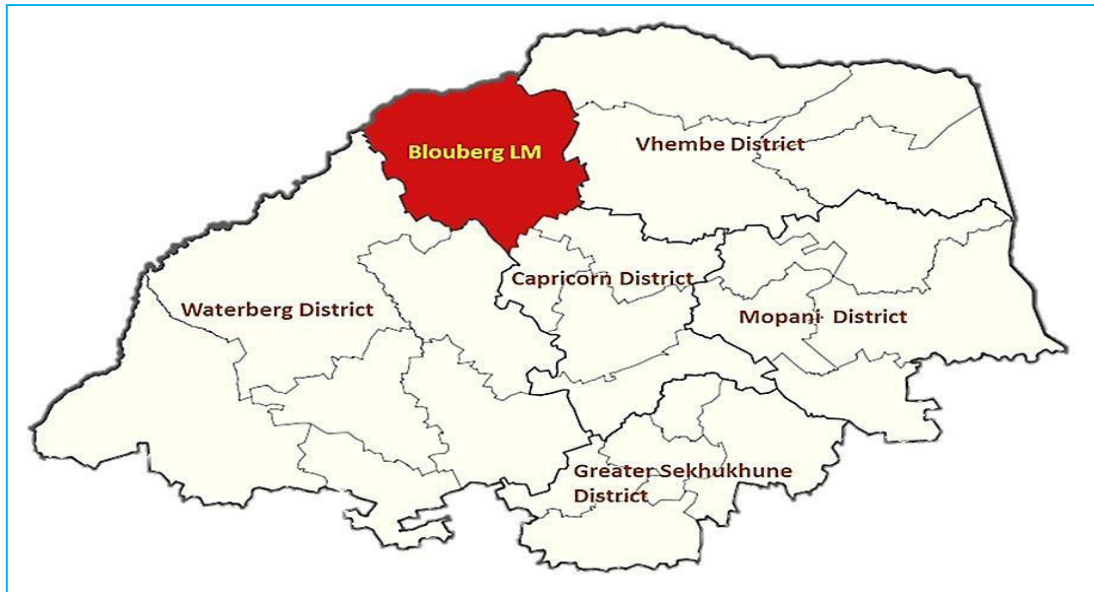 Blouberg LM
Vhembe District
Capricorn District
Waterberg District
Mopani District
Greater Sekhukhune
District